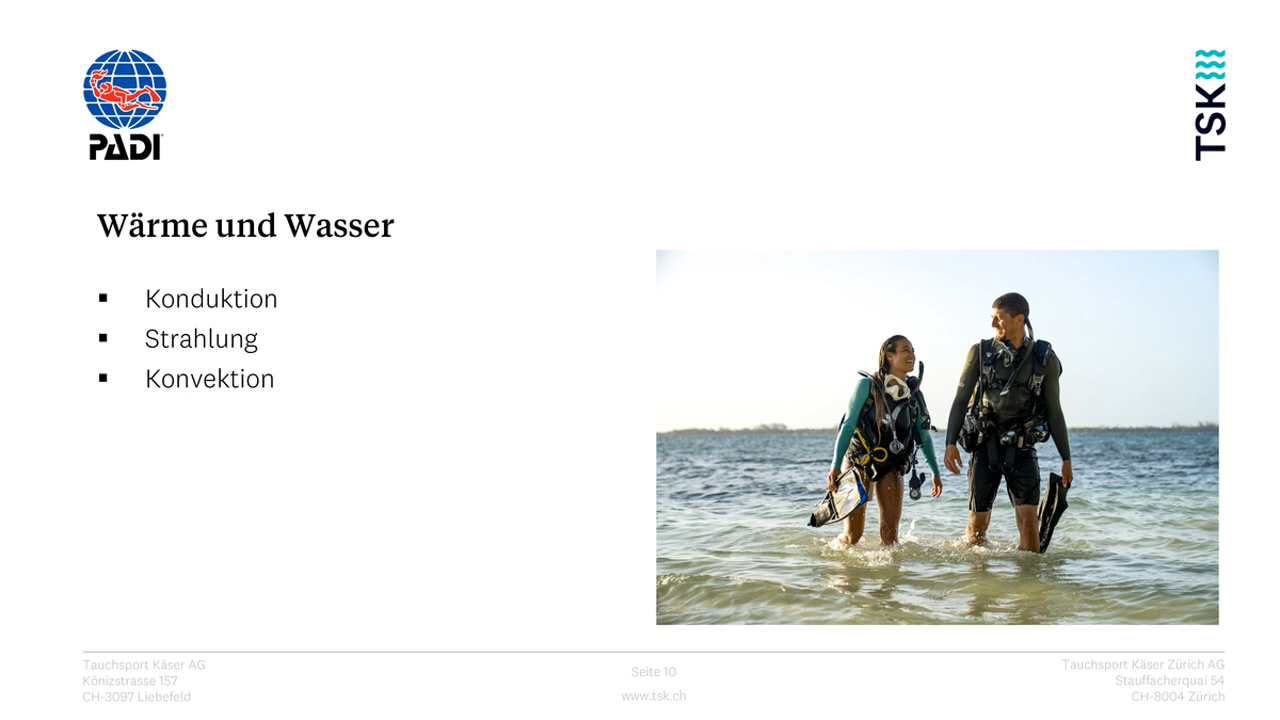 PADI
TSK
Wärme und Wasser
Konduktion
Strahlung
Konvektion
Tauchsport Käser AG
Könizstrasse 157
CH-3097 Liebefeld
Seite 10
www.tsk.ch
Tauchsport Käser Zürich AG
Stauffacherquai 54
CH-8004 Zürich